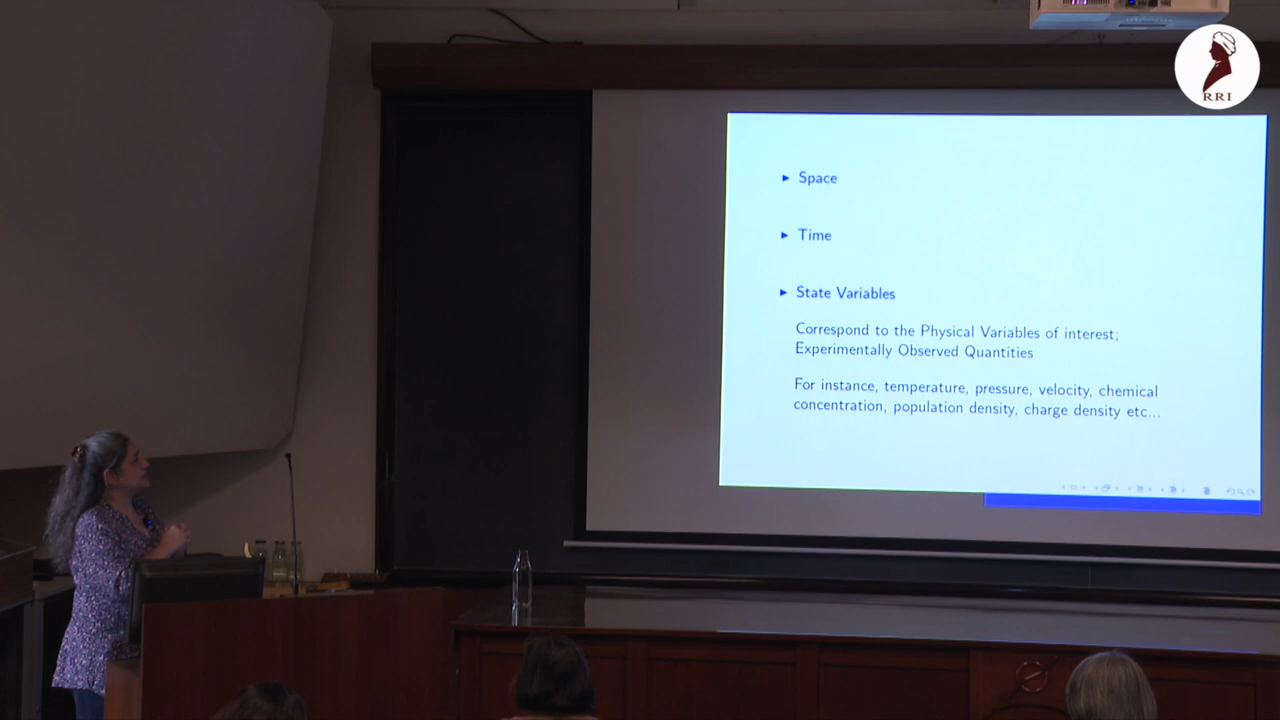 RRI
► Space
► Time
► State Variables
Correspond to the Physical Variables of interest;
Experimentally Observed Quantities
For instance, temperature, pressure, velocity, chemical
concentration, population density, charge density etc...